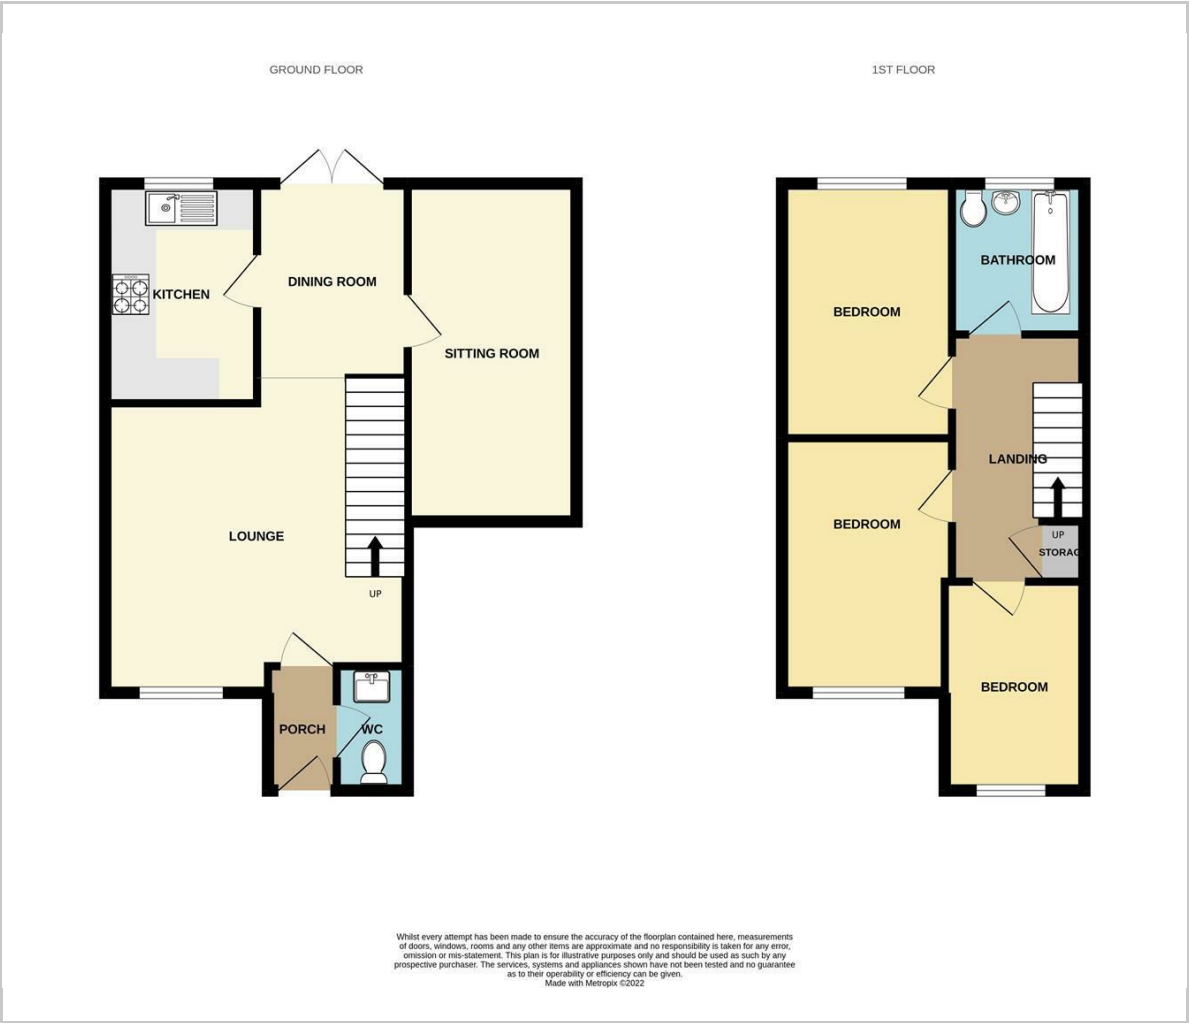 GROUND FLOOR
1ST FLOOR
KITCHEN
DINING ROOM
SITTING ROOM
LOUNGE
UP
PORCH
WC
BEDROOM
BATHROOM
LANDING
BEDROOM
UP
STORAG
BEDROOM
Whilst every attempt has been made to ensure the accuracy of the floorplan contained here, measurements
of doors, windows, rooms and any other items are approximate and no responsibility is taken for any error,
omission or mis-statement. This plan is for illustrative purposes only and should be used as such by any
prospective purchaser. The services, systems and appliances shown have not been tested and no guarantee
as to their operability or efficiency can be given.
Made with Metropix ©2022